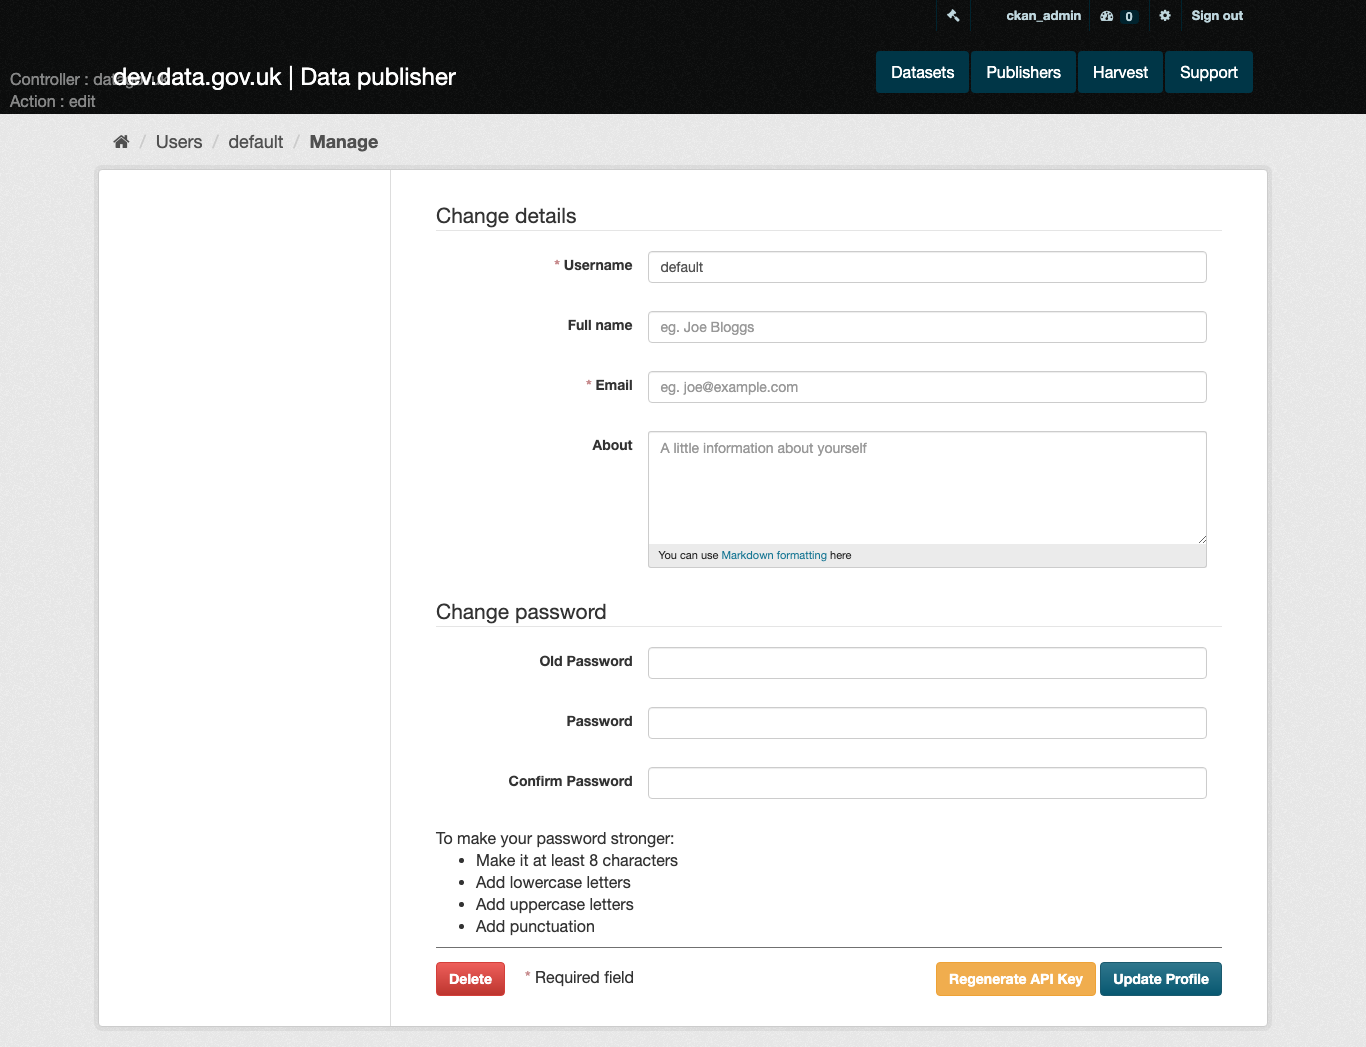 ckan_admin 0 Sign out
Controller : datagov.uk
dev.data.gov.uk | Data publisher
Datasets Publishers Harvest Support
Action : edit
/ Users / default / Manage
Change details
* Username default
Full name eg. Joe Bloggs
* Email eg. joe@example.com
About A little information about yourself
You can use Markdown formatting here
Change password
Old Password
Password
Confirm Password
To make your password stronger:
• Make it at least 8 characters
• Add lowercase letters
• Add uppercase letters
• Add punctuation
Delete * Required field Regenerate API Key Update Profile